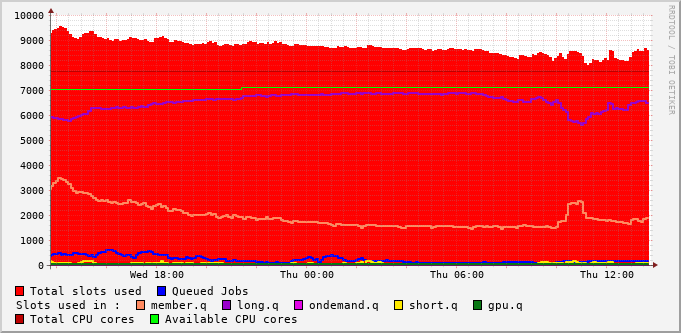 10000
9000
8000
7000
6000
5000
4000
3000
2000
1000
0
Wed 18:00 Thu 00:00 Thu 06:00 Thu 12:00
RRDTOOL / TOBI OETIKER
Total slots used Queued Jobs
Slots used in : member.q long.q ondemand.q short.q gpu.q
Total CPU cores Available CPU cores